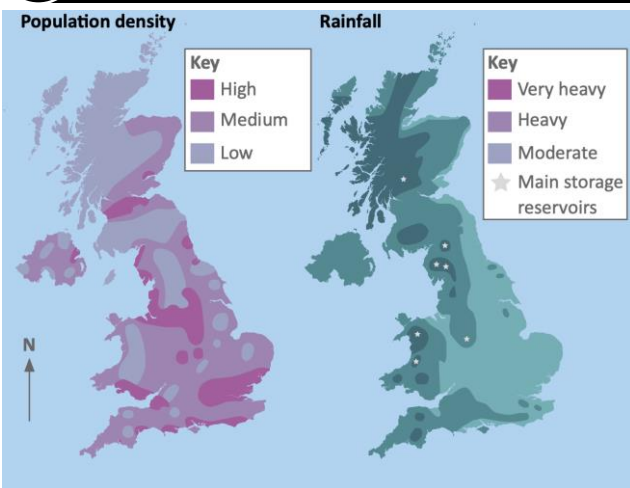 Population density
Key
High
Medium
Low
Rainfall
Key
Very heavy
Heavy
Moderate
Main storage
reservoirs
N